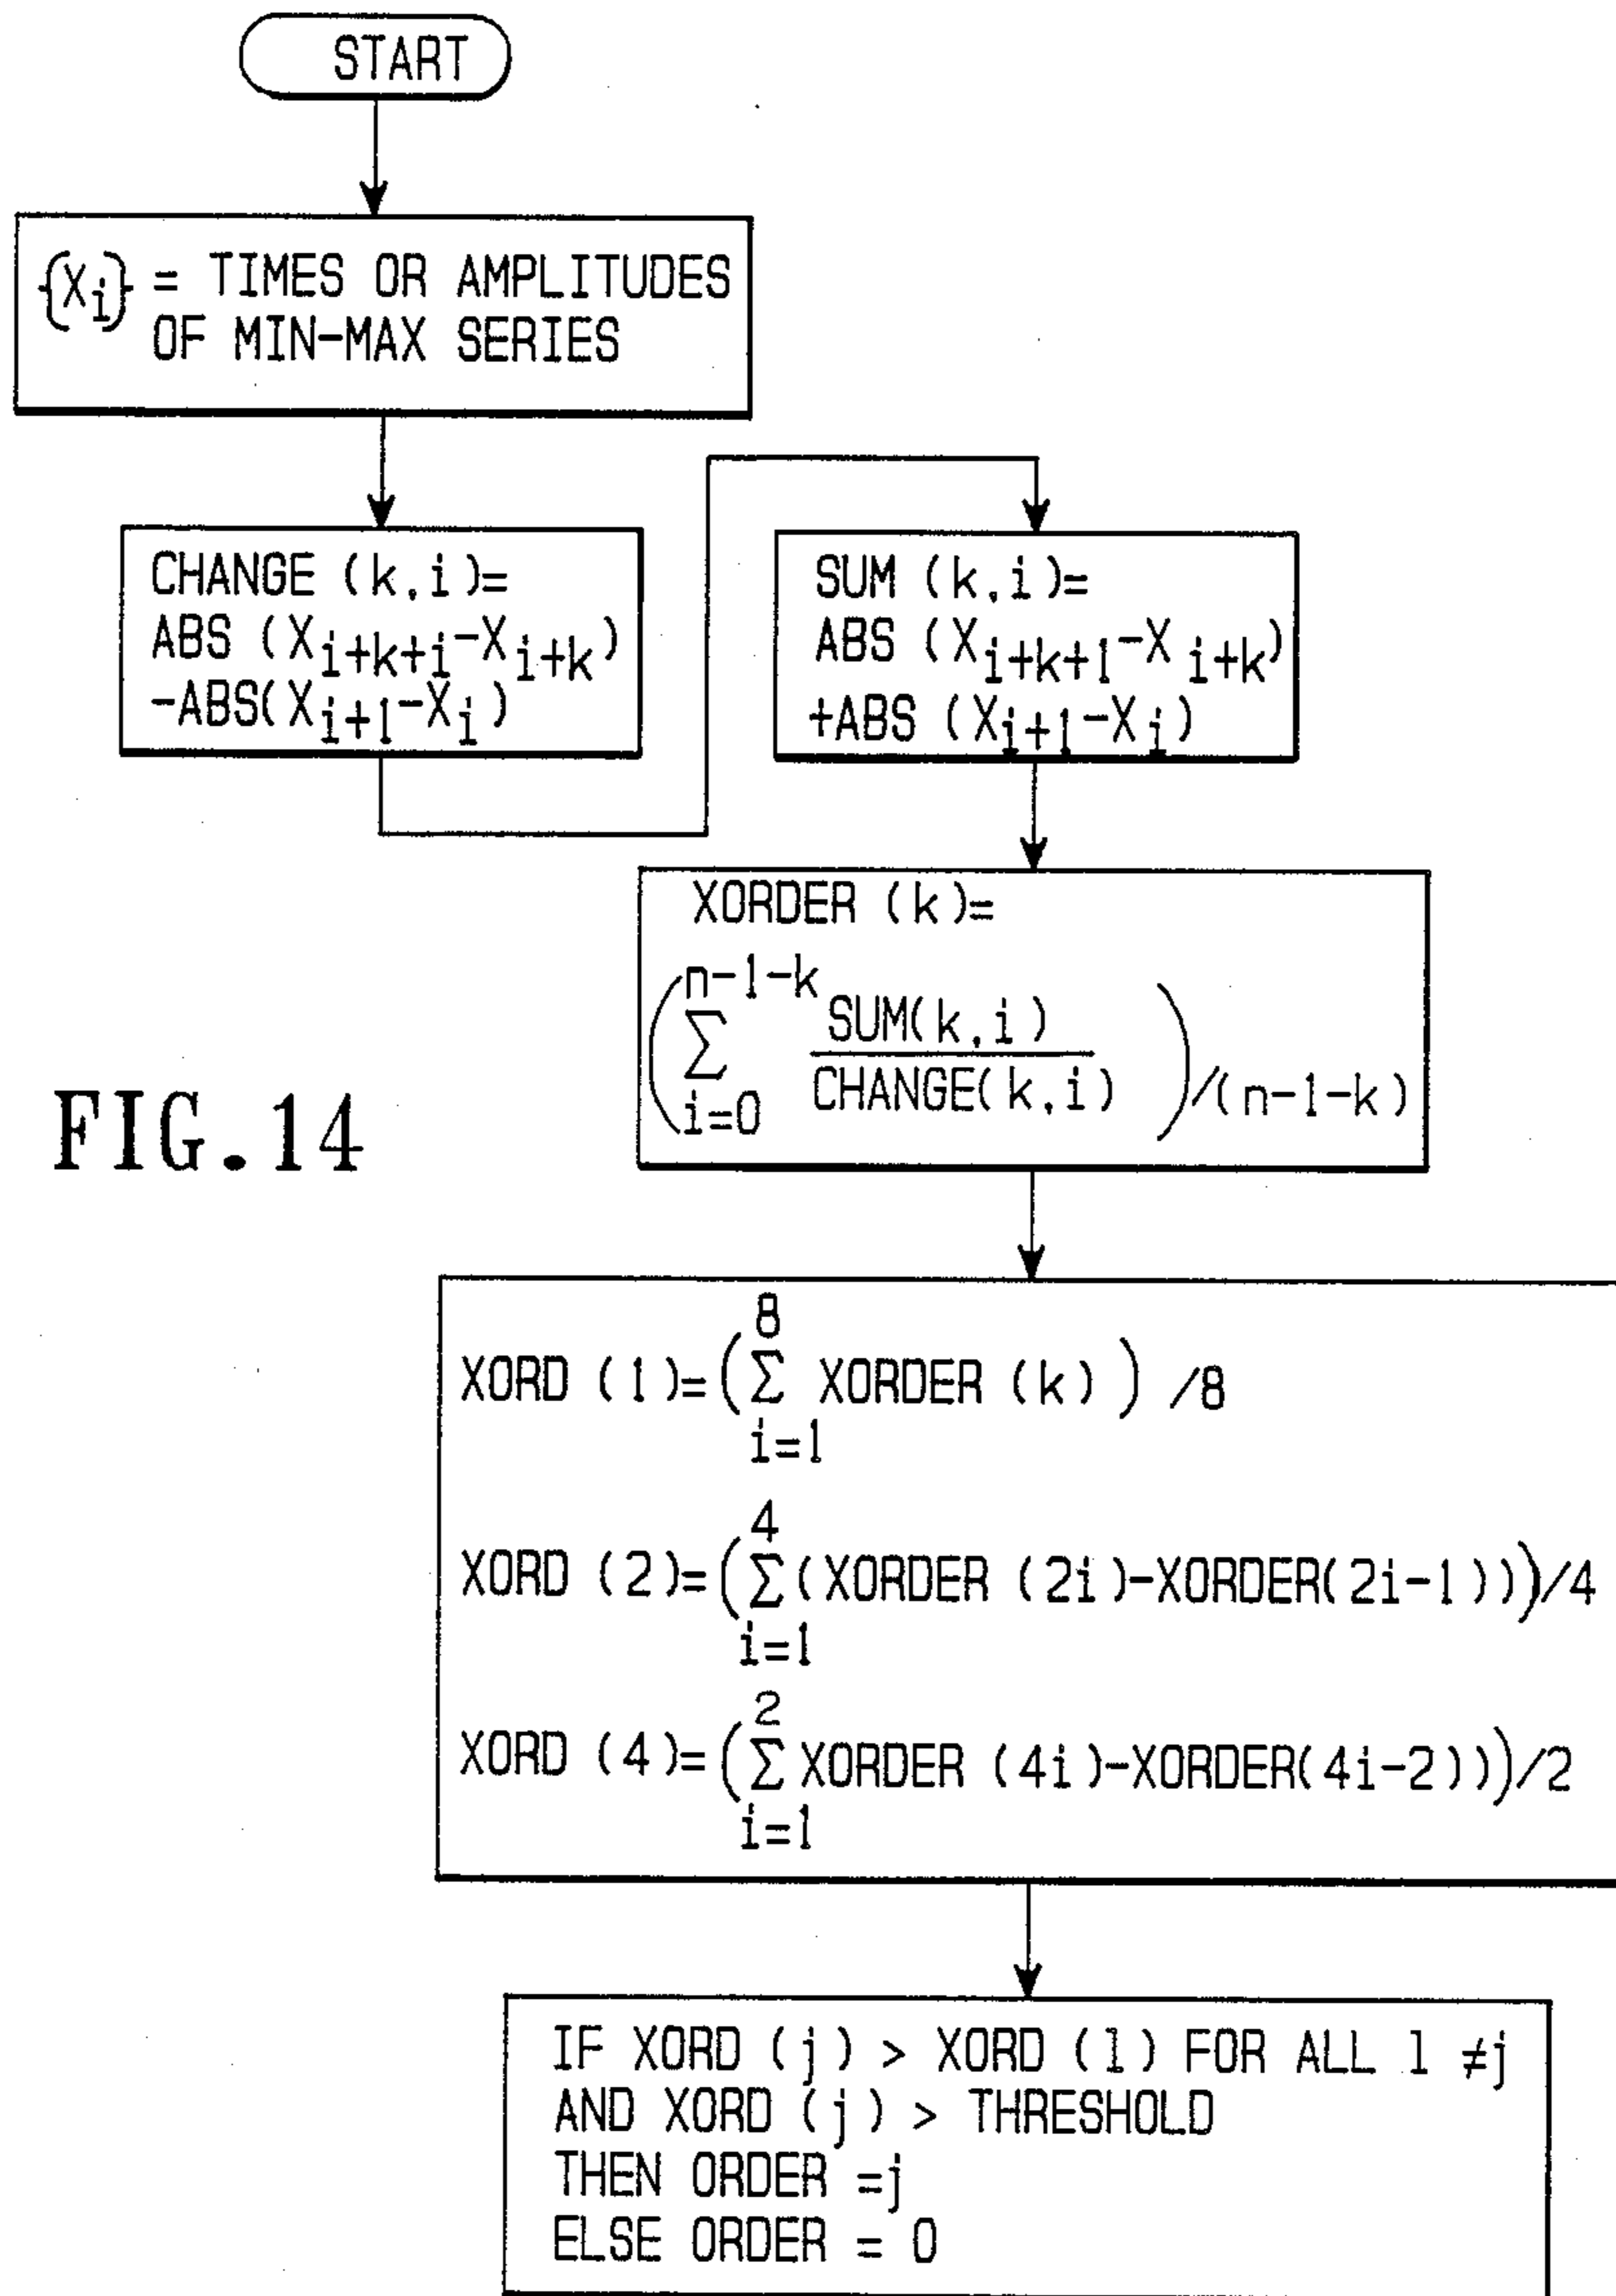 START
{Xi} = TIMES OR AMPLITUDES
OF MIN-MAX SERIES
CHANGE (k,i)=
ABS (Xi+k+i-Xi+k)
-ABS(Xi+1-Xi)
SUM (k,i)=
ABS (Xi+k+1-Xi+k)
+ABS (Xi+1-Xi)
XORDER (k)=
n-1-k
( Σ SUM(k,i) / CHANGE(k,i) ) /(n-1-k)
i=0
FIG.14
8
XORD (1)=( Σ XORDER (k) ) /8
i=1
4
XORD (2)=( Σ (XORDER (2i)-XORDER(2i-1)))/4
i=1
2
XORD (4)=( Σ XORDER (4i)-XORDER(4i-2)))/2
i=1
IF XORD (j) > XORD (l) FOR ALL l ≠j
AND XORD (j) > THRESHOLD
THEN ORDER =j
ELSE ORDER = 0